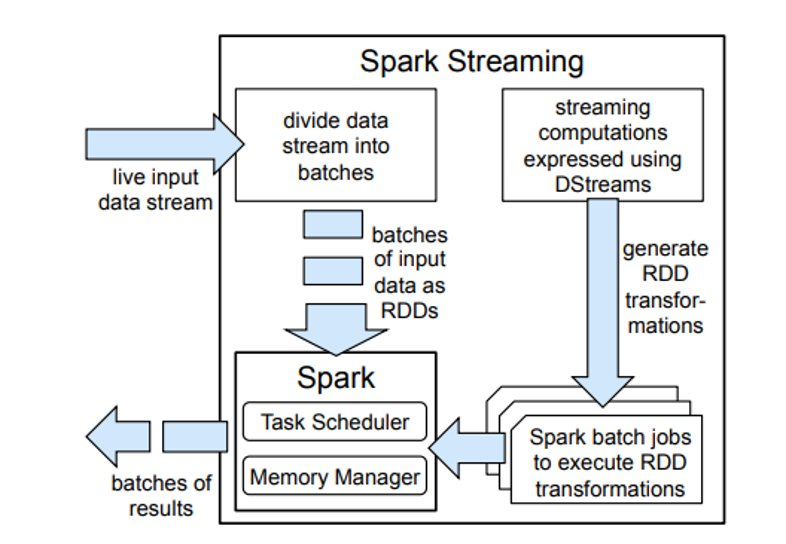 Spark Streaming
divide data
stream into
batches
streaming
computations
expressed using
DStreams
live input
data stream
batches
of input
data as
RDDs
generate
RDD
transfor-
mations
Spark
Task Scheduler
Memory Manager
Spark batch jobs
to execute RDD
transformations
batches of
results